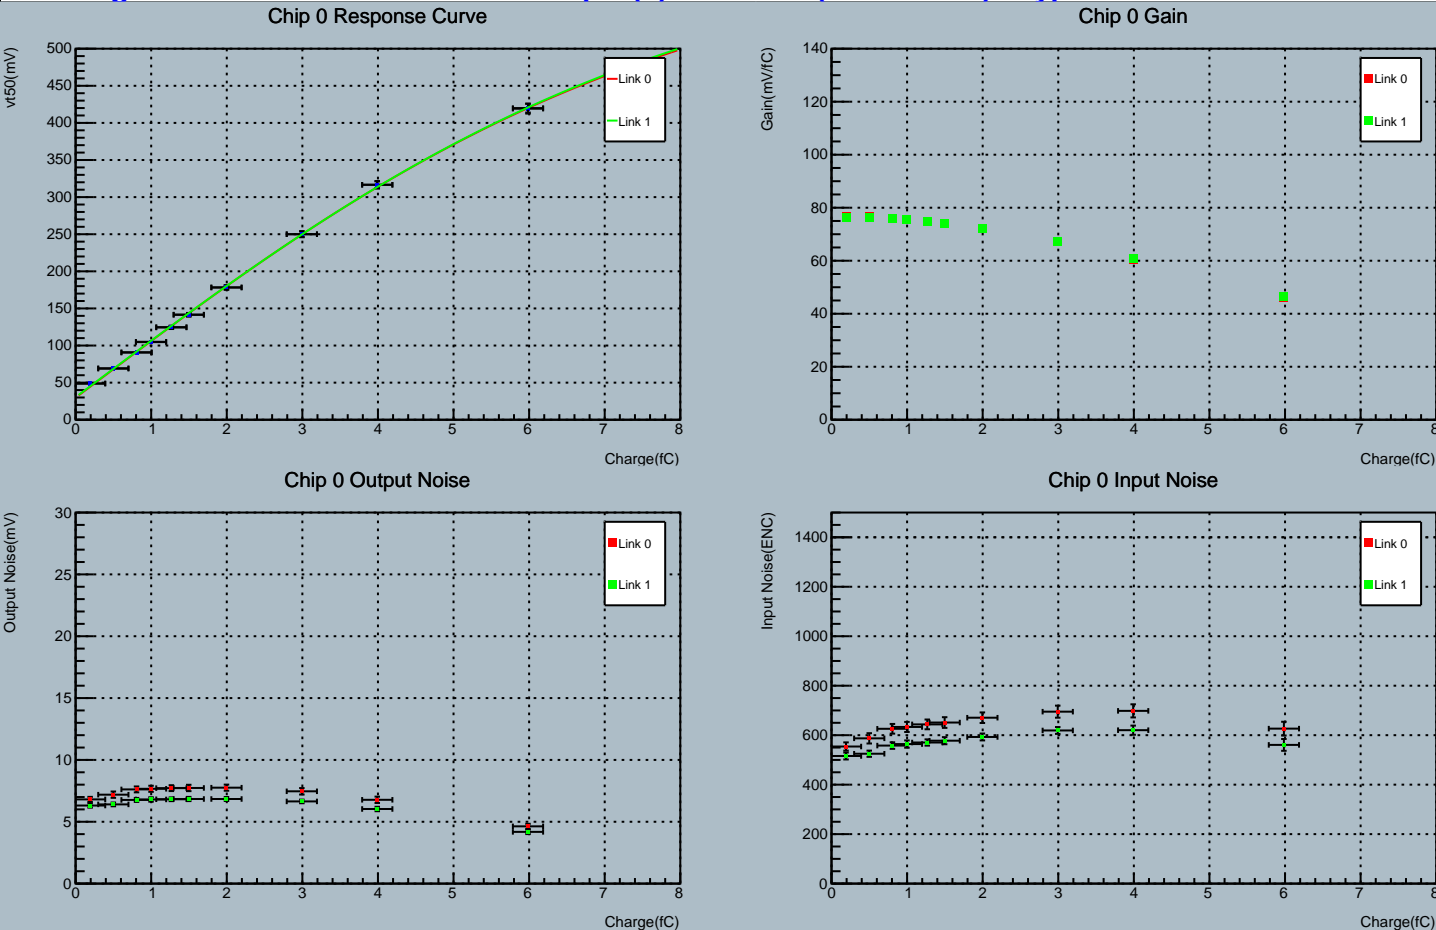 Chip 0 Response Curve
vt50(mV)
500
450
400
350
300
250
200
150
100
50
0
0 1 2 3 4 5 6 7 8
Charge(fC)
Link 0
Link 1
Chip 0 Gain
Gain(mV/fC)
140
120
100
80
60
40
20
0
0 1 2 3 4 5 6 7 8
Charge(fC)
Link 0
Link 1
Chip 0 Output Noise
Output Noise(mV)
30
25
20
15
10
5
0
0 1 2 3 4 5 6 7 8
Charge(fC)
Link 0
Link 1
Chip 0 Input Noise
Input Noise(ENC)
1400
1200
1000
800
600
400
200
0
0 1 2 3 4 5 6 7 8
Charge(fC)
Link 0
Link 1